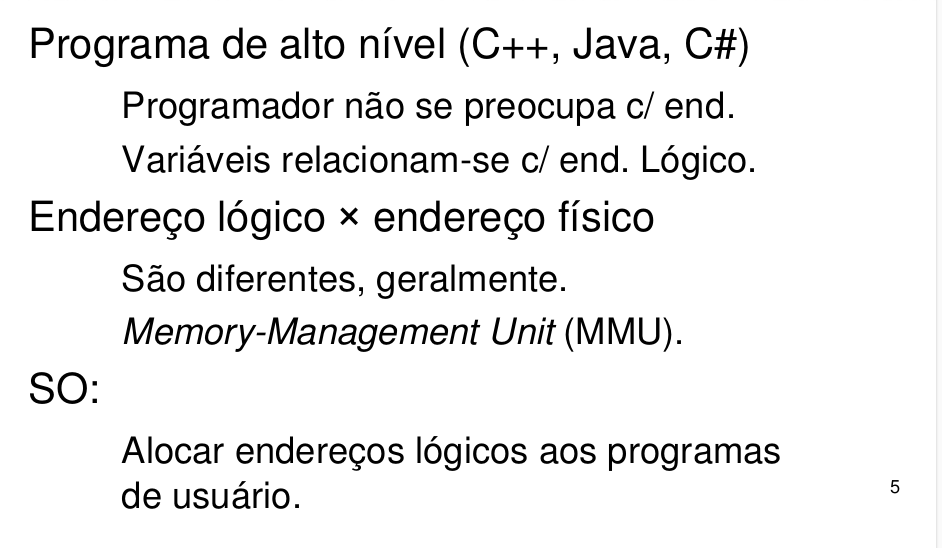 Programa de alto nível (C++, Java, C#)
Programador não se preocupa c/ end.
Variáveis relacionam-se c/ end. Lógico.
Endereço lógico × endereço físico
São diferentes, geralmente.
Memory-Management Unit (MMU).
SO:
Alocar endereços lógicos aos programas
de usuário.
5